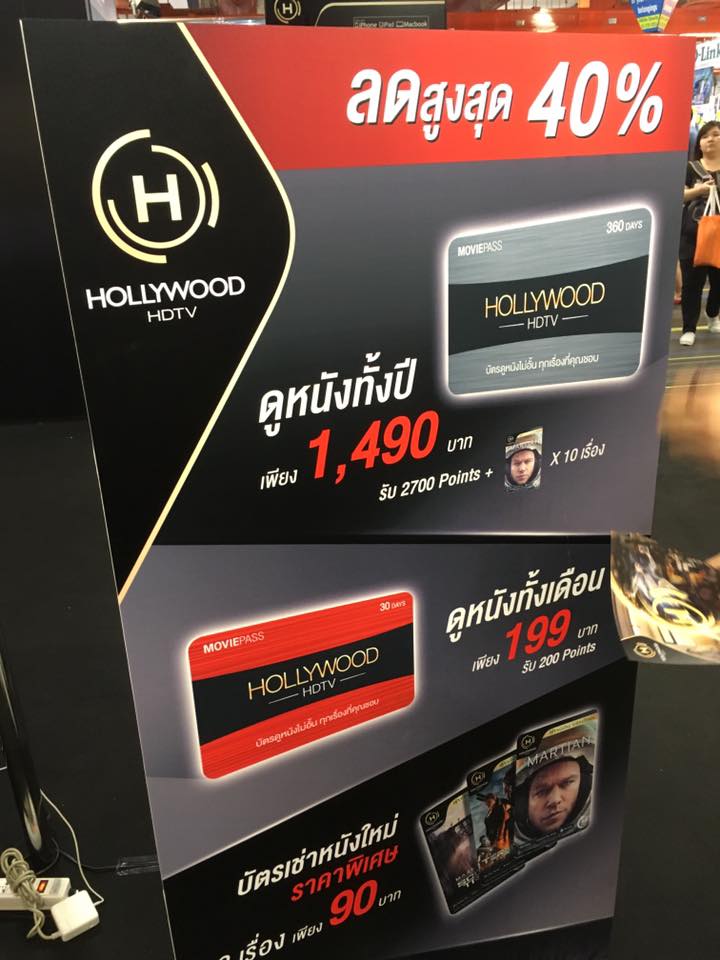 H
iPhone iPad Macbook
belongings
-Link
ลดสูงสุด 40%
H
HOLLYWOOD
HDTV
MOVIEPASS 360 DAYS
HOLLYWOOD
HDTV
บัตรดูหนังไม่อั้น ทุกเรื่องที่คุณชอบ
ดูหนังทั้งปี
เพียง 1,490 บาท
รับ 2700 Points + X 10 เรื่อง
MOVIEPASS 30 DAYS
HOLLYWOOD
HDTV
บัตรดูหนังไม่อั้น ทุกเรื่องที่คุณชอบ
ดูหนังทั้งเดือน
เพียง 199 บาท
รับ 200 Points
H
MARTIAN
บัตรเช่าหนังใหม่
ราคาพิเศษ
เรื่อง เพียง 90 บาท